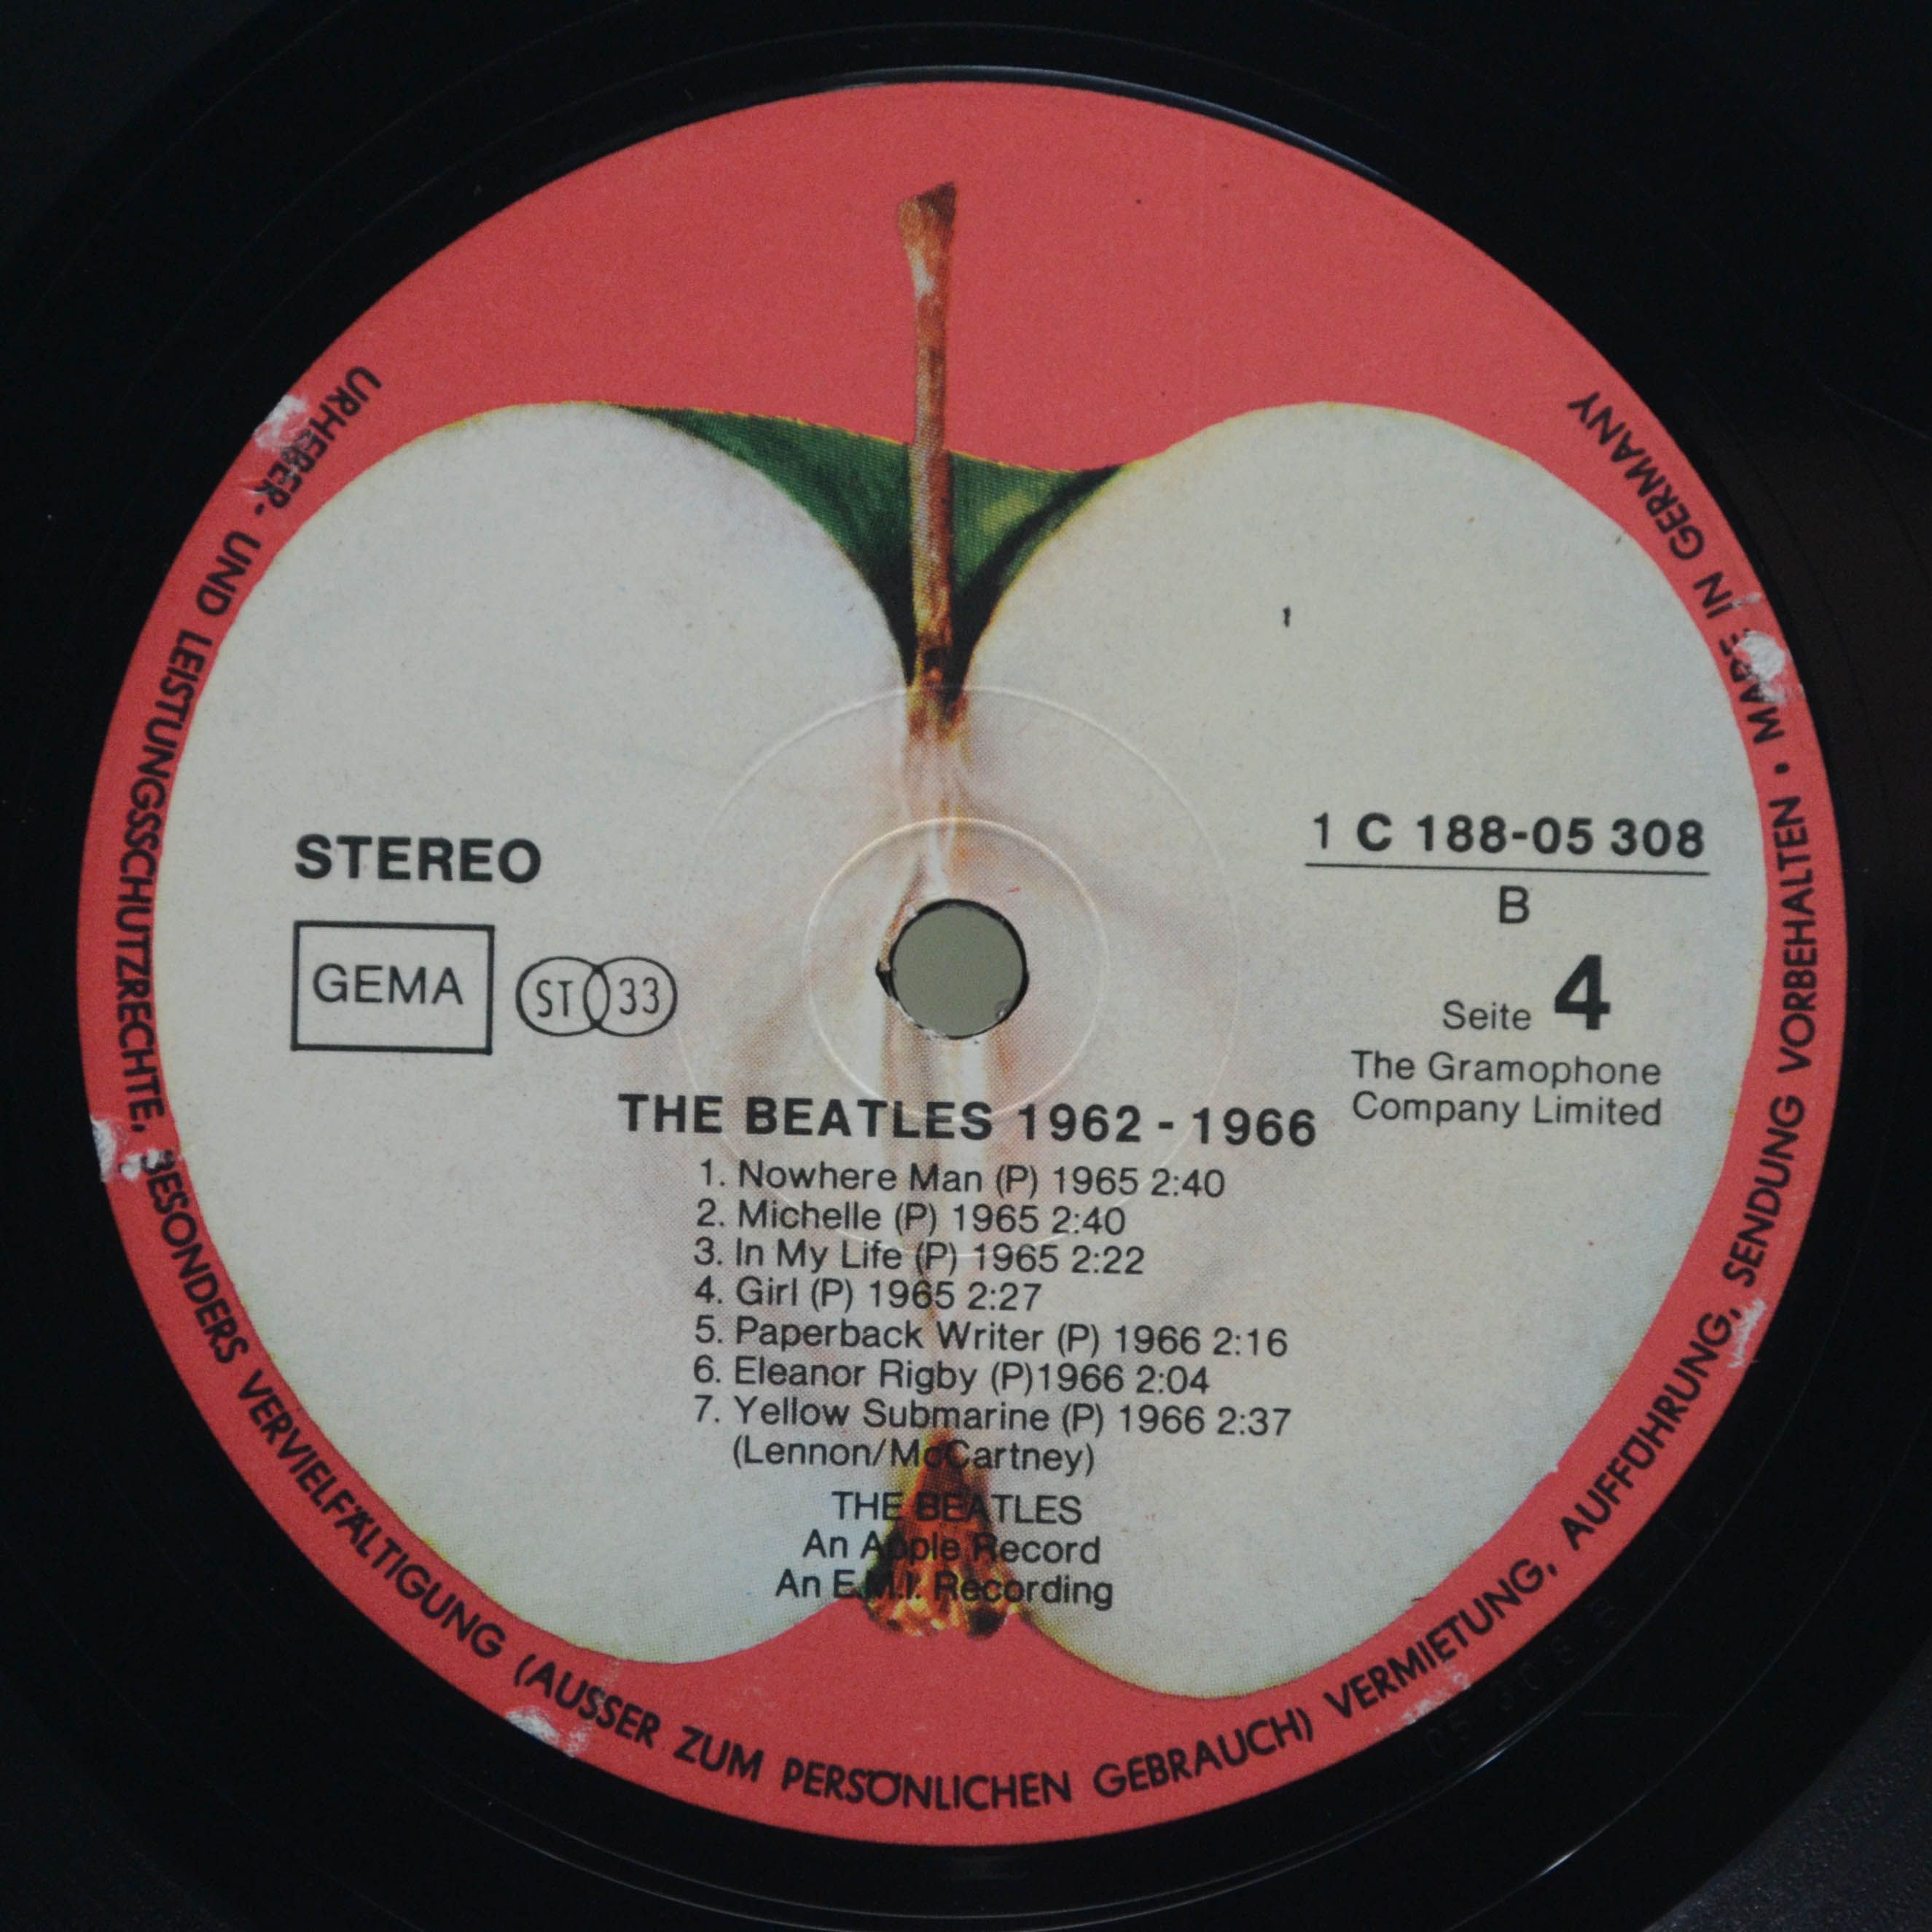 STEREO
GEMA
ST 33
1 C 188-05 308
B
Seite 4
The Gramophone
Company Limited
THE BEATLES 1962 - 1966
1. Nowhere Man (P) 1965 2:40
2. Michelle (P) 1965 2:40
3. In My Life (P) 1965 2:22
4. Girl (P) 1965 2:27
5. Paperback Writer (P) 1966 2:16
6. Eleanor Rigby (P)1966 2:04
7. Yellow Submarine (P) 1966 2:37
(Lennon/McCartney)
THE BEATLES
An Apple Record
An E.M.I. Recording
URHEBER- UND LEISTUNGSSCHUTZRECHTE, BESONDERS VERVIELFÄLTIGUNG (AUSSER ZUM PERSÖNLICHEN GEBRAUCH) VERMIETUNG, AUFFÜHRUNG, SENDUNG VORBEHALTEN • MADE IN GERMANY